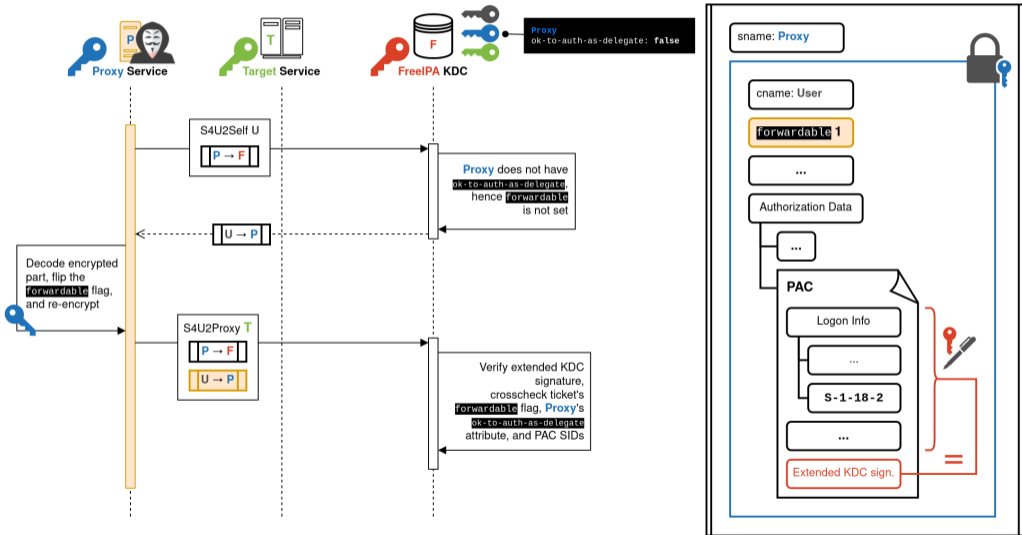 P
T
F
Proxy
ok-to-auth-as-delegate: false
Proxy Service
Target Service
FreeIPA KDC
S4U2Self U
P → F
Proxy does not have
ok-to-auth-as-delegate,
hence forwardable
is not set
U → P
Decode encrypted
part, flip the
forwardable flag,
and re-encrypt
S4U2Proxy T
P → F
U → P
Verify extended KDC
signature,
crosscheck ticket's
forwardable flag, Proxy's
ok-to-auth-as-delegate
attribute, and PAC SIDs
sname: Proxy
cname: User
forwardable 1
...
Authorization Data
...
PAC
Logon Info
...
S-1-18-2
...
Extended KDC sign.
=